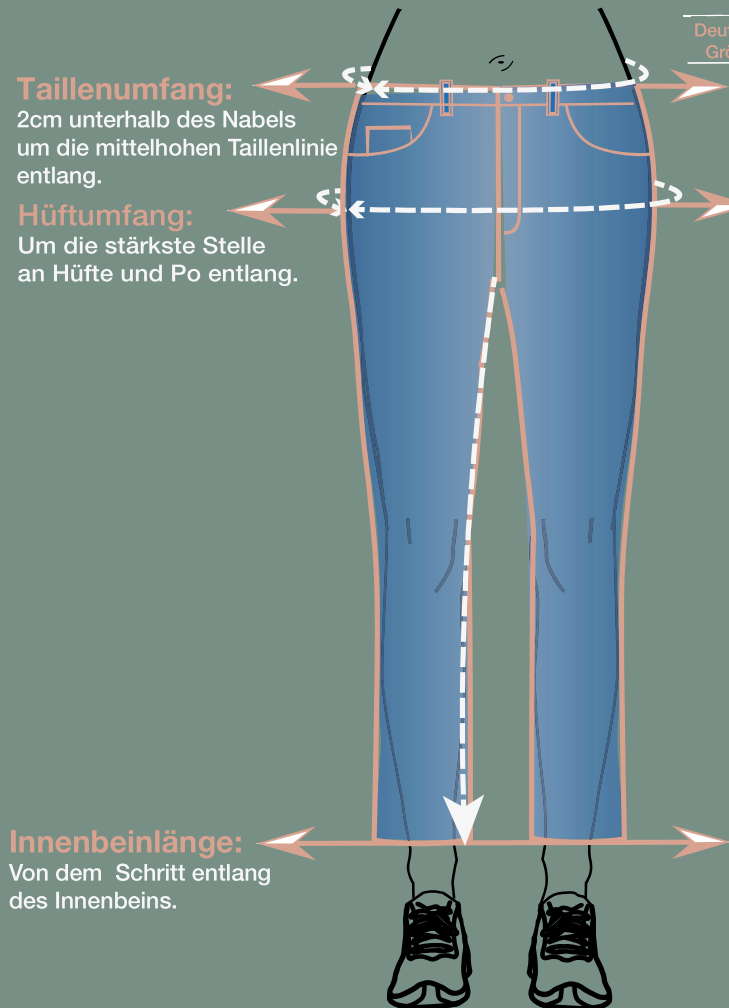 Taillenumfang:
2cm unterhalb des Nabels
um die mittelhohen Taillenlinie
entlang.
Hüftumfang:
Um die stärkste Stelle
an Hüfte und Po entlang.
Innenbeinlänge:
Von dem Schritt entlang
des Innenbeins.